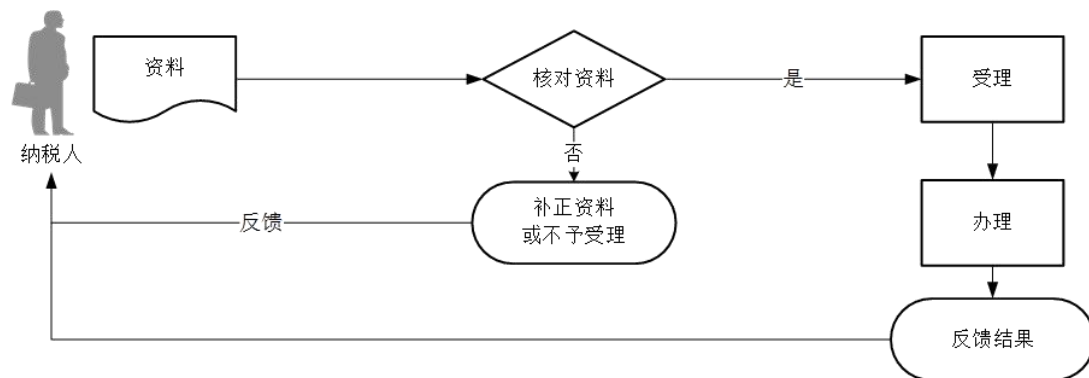 资料
核对资料
是
受理
纳税人
否
补正资料
或不予受理
反馈
办理
反馈结果